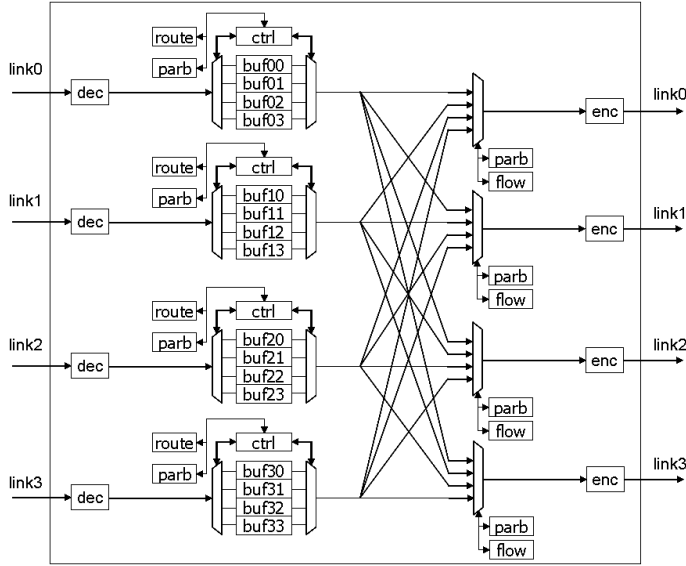 route
ctrl
parb
link0
dec
buf00
buf01
buf02
buf03
link0
enc
parb
flow
route
ctrl
parb
link1
dec
buf10
buf11
buf12
buf13
link1
enc
parb
flow
route
ctrl
parb
link2
dec
buf20
buf21
buf22
buf23
link2
enc
parb
flow
route
ctrl
parb
link3
dec
buf30
buf31
buf32
buf33
link3
enc
parb
flow